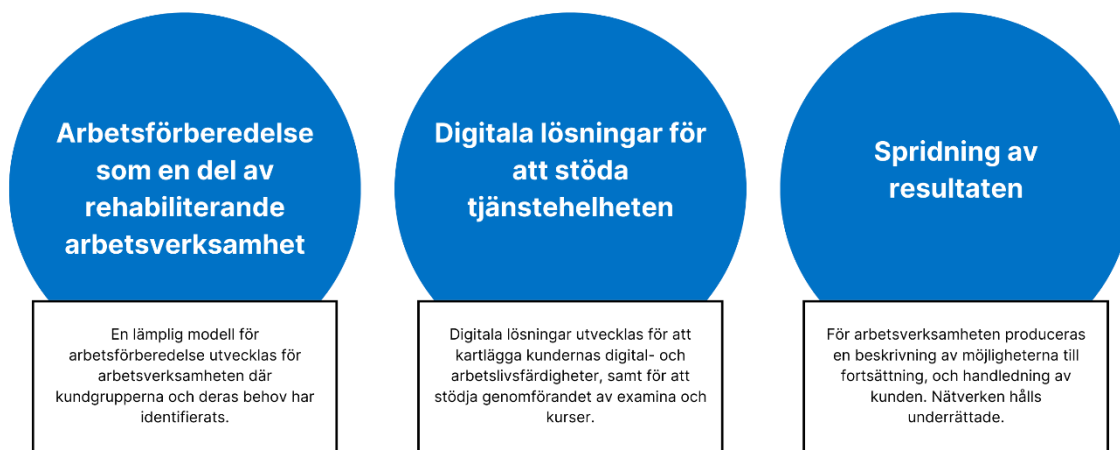 Arbetsförberedelse
som en del av
rehabiliterande
arbetsverksamhet
En lämplig modell för
arbetsförberedelse utvecklas för
arbetsverksamheten där
kundgrupperna och deras behov har
identifierats.
Digitala lösningar för
att stöda
tjänstehelheten
Digitala lösningar utvecklas för att
kartlägga kundernas digital- och
arbetslivsfärdigheter, samt för att
stödja genomförandet av examina och
kurser.
Spridning av
resultaten
För arbetsverksamheten produceras
en beskrivning av möjligheterna till
fortsättning, och handledning av
kunden. Nätverken hålls
underrättade.